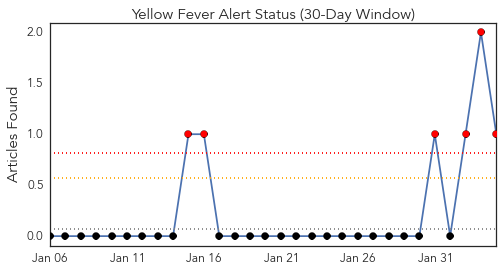 Yellow Fever Alert Status (30-Day Window)
Articles Found
2.0
1.5
1.0
0.5
0.0
Jan 06
Jan 11
Jan 16
Jan 21
Jan 26
Jan 31